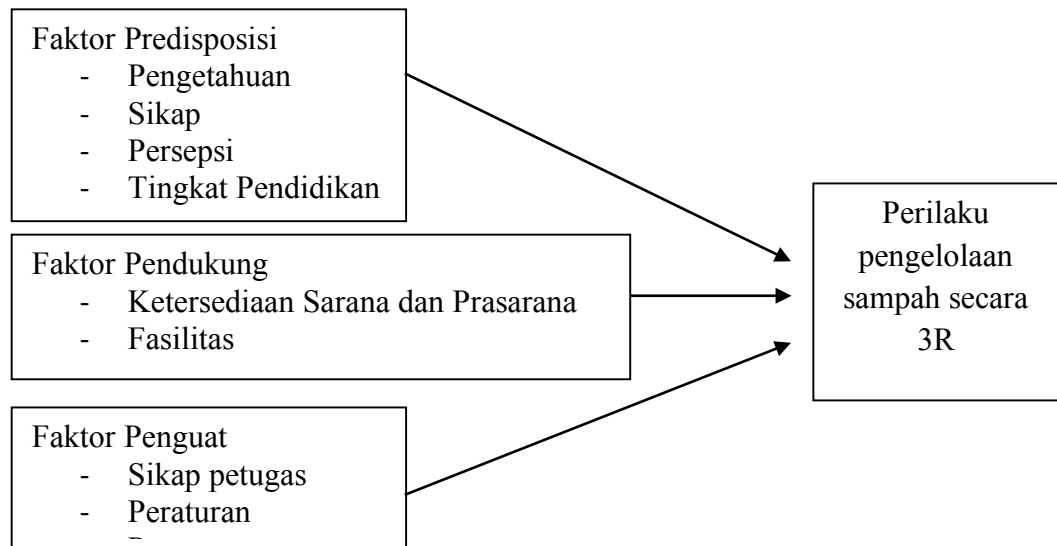 Faktor Predisposisi
- Pengetahuan
- Sikap
- Persepsi
- Tingkat Pendidikan
Faktor Pendukung
- Ketersediaan Sarana dan Prasarana
- Fasilitas
Faktor Penguat
- Sikap petugas
- Peraturan
Perilaku
pengelolaan
sampah secara
3R